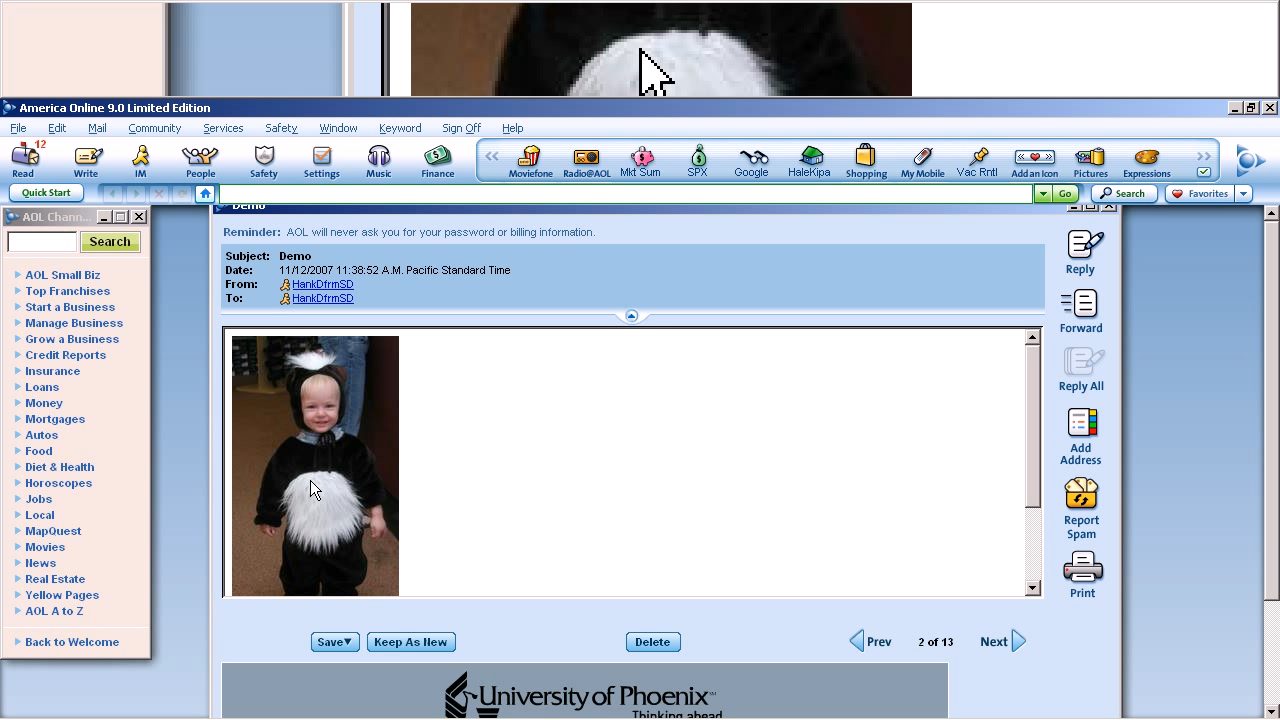 America Online 9.0 Limited Edition
File Edit Mail Community Services Safety Window Keyword Sign Off Help
12
Read Write IM People Safety Settings Music Finance Moviefone Radio@AOL Mkt Sum SPX Google HaleKipa Shopping My Mobile Vac Rntl Add an Icon Pictures Expressions
Quick Start Go Search Favorites
AOL Chann...
Search
AOL Small Biz
Top Franchises
Start a Business
Manage Business
Grow a Business
Credit Reports
Insurance
Loans
Money
Mortgages
Autos
Food
Diet & Health
Horoscopes
Jobs
Local
MapQuest
Movies
News
Real Estate
Yellow Pages
AOL A to Z
Back to Welcome
Demo
Reminder: AOL will never ask you for your password or billing information.
Subject: Demo
Date: 11/12/2007 11:38:52 A.M. Pacific Standard Time
From: HankDfrmSD
To: HankDfrmSD
Reply
Forward
Reply All
Add
Address
Report
Spam
Print
Save Keep As New Delete Prev 2 of 13 Next
University of Phoenix
Thinking ahead